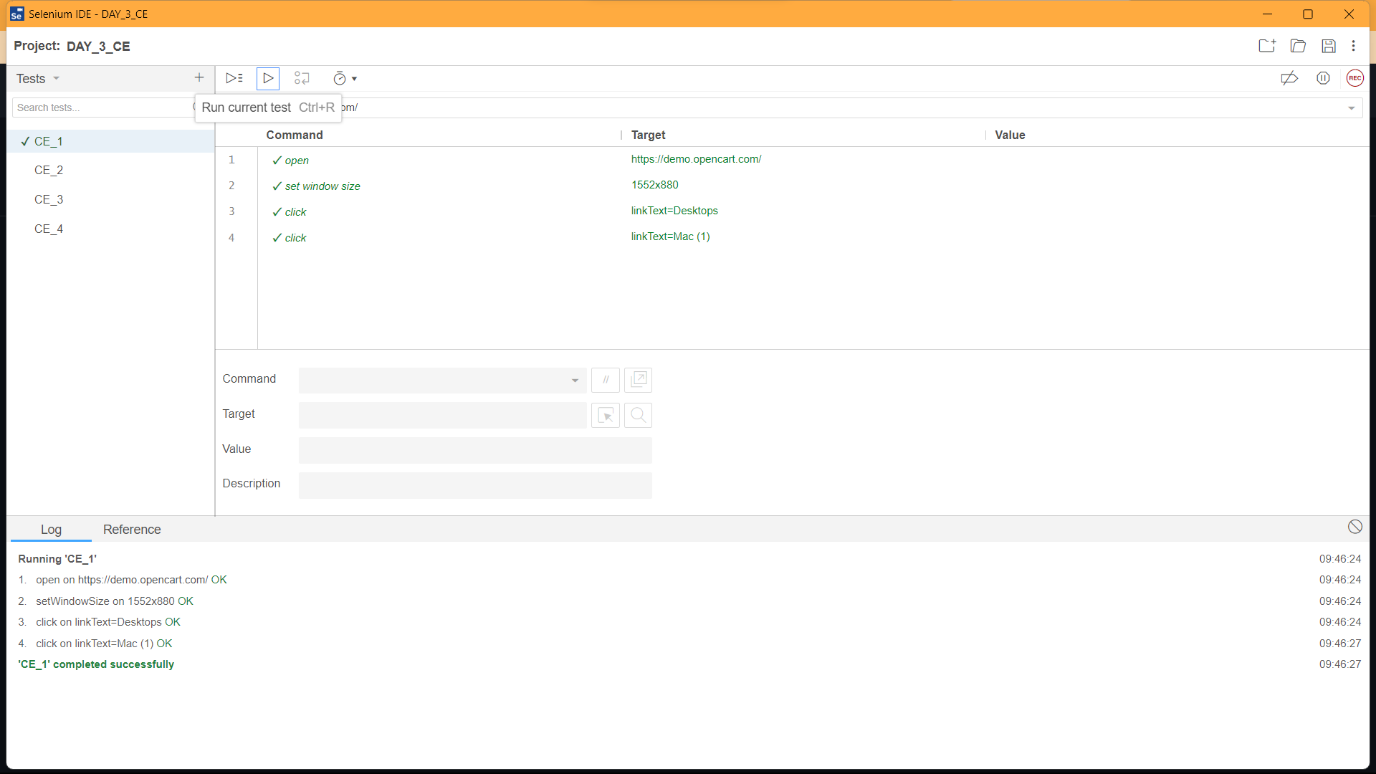 Se Selenium IDE - DAY_3_CE
Project: DAY_3_CE
Tests
Search tests...
Run current test Ctrl+R
om/
Command Target Value
✓ CE_1
CE_2
CE_3
CE_4
1 ✓ open https://demo.opencart.com/
2 ✓ set window size 1552x880
3 ✓ click linkText=Desktops
4 ✓ click linkText=Mac (1)
Command //
Target
Value
Description
Log Reference
Running 'CE_1' 09:46:24
1. open on https://demo.opencart.com/ OK 09:46:24
2. setWindowSize on 1552x880 OK 09:46:24
3. click on linkText=Desktops OK 09:46:24
4. click on linkText=Mac (1) OK 09:46:27
'CE_1' completed successfully 09:46:27
REC